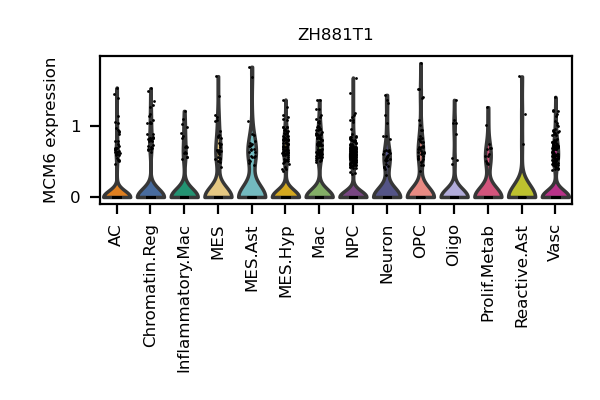 ZH881T1
MCM6 expression
1
0
AC
Chromatin.Reg
Inflammatory.Mac
MES
MES.Ast
MES.Hyp
Mac
NPC
Neuron
OPC
Oligo
Prolif.Metab
Reactive.Ast
Vasc